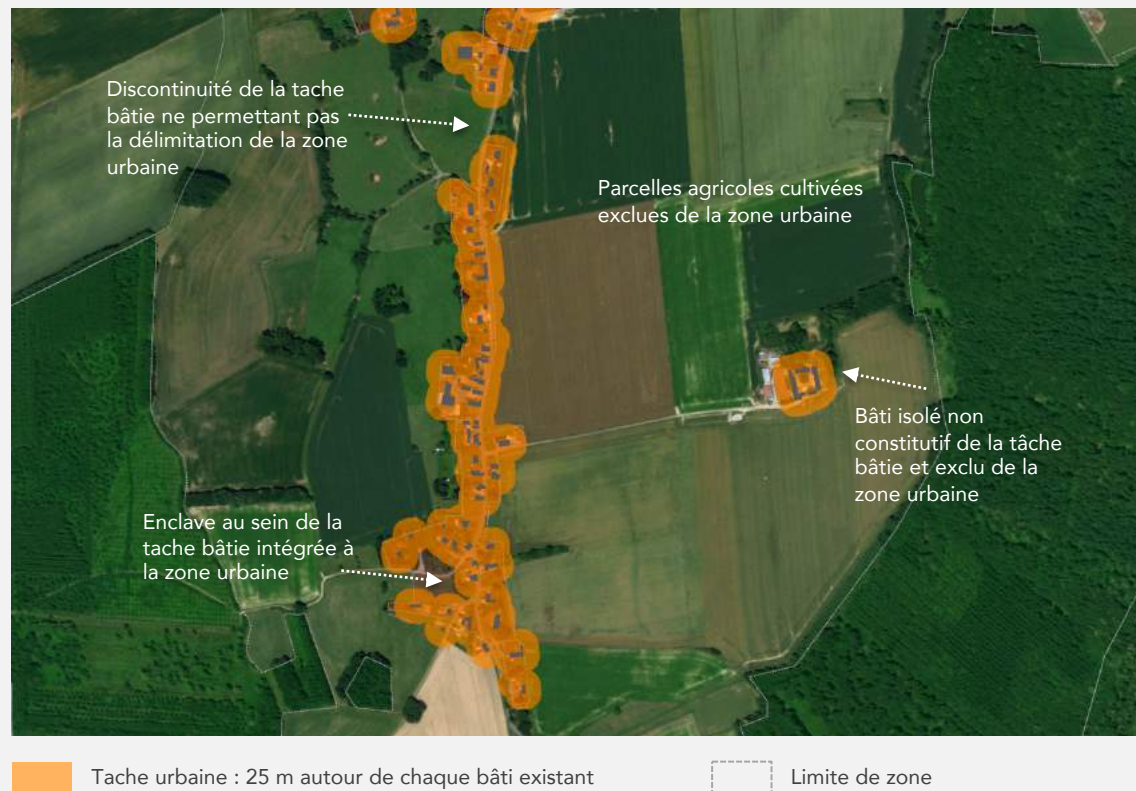 Discontinuité de la tache
bâtie ne permettant pas
la délimitation de la zone
urbaine
Parcelles agricoles cultivées
exclues de la zone urbaine
Bâti isolé non
constitutif de la tâche
bâtie et exclu de la
zone urbaine
Enclave au sein de la
tache bâtie intégrée à
la zone urbaine
Tache urbaine : 25 m autour de chaque bâti existant
Limite de zone